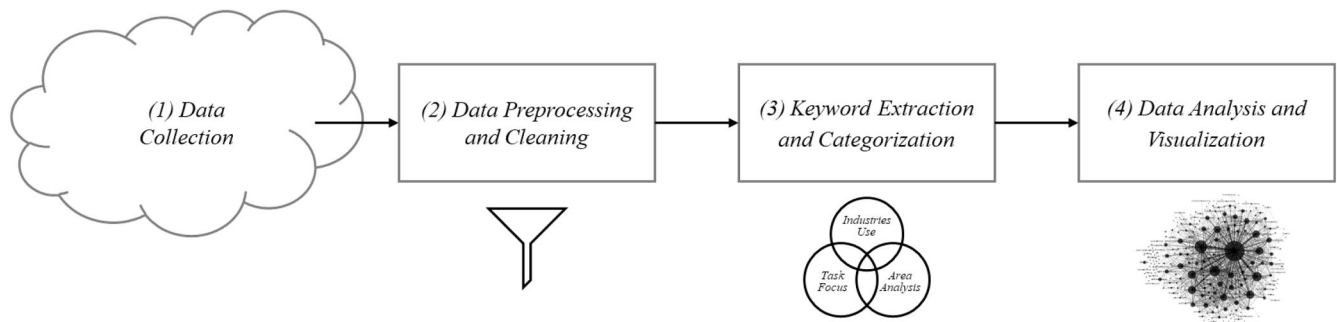 (1) Data
Collection
(2) Data Preprocessing
and Cleaning
(3) Keyword Extraction
and Categorization
(4) Data Analysis and
Visualization
Industries
Use
Task
Focus
Area
Analysis